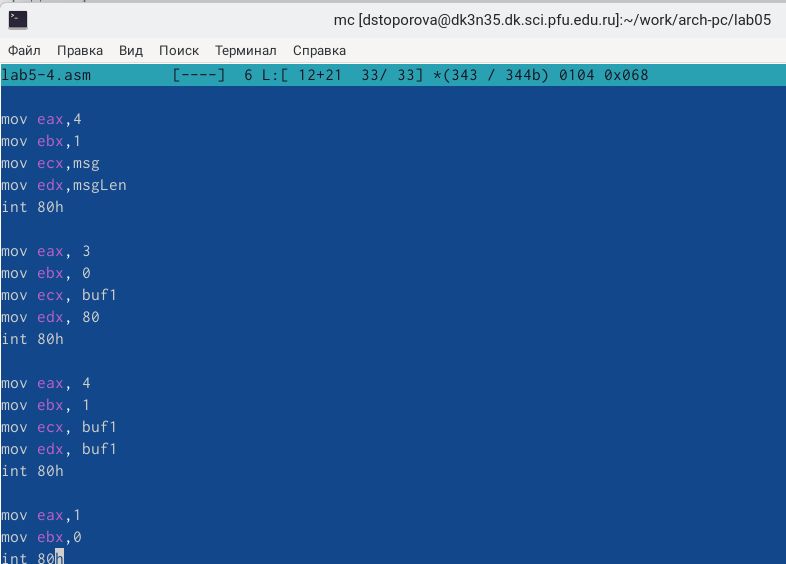 mc [dstoporova@dk3n35.dk.sci.pfu.edu.ru]:~/work/arch-pc/lab05
Файл Правка Вид Поиск Терминал Справка
lab5-4.asm [----] 6 L:[ 12+21 33/ 33] *(343 / 344b) 0104 0x068
mov eax,4
mov ebx,1
mov ecx,msg
mov edx,msgLen
int 80h
mov eax, 3
mov ebx, 0
mov ecx, buf1
mov edx, 80
int 80h
mov eax, 4
mov ebx, 1
mov ecx, buf1
mov edx, buf1
int 80h
mov eax,1
mov ebx,0
int 80h